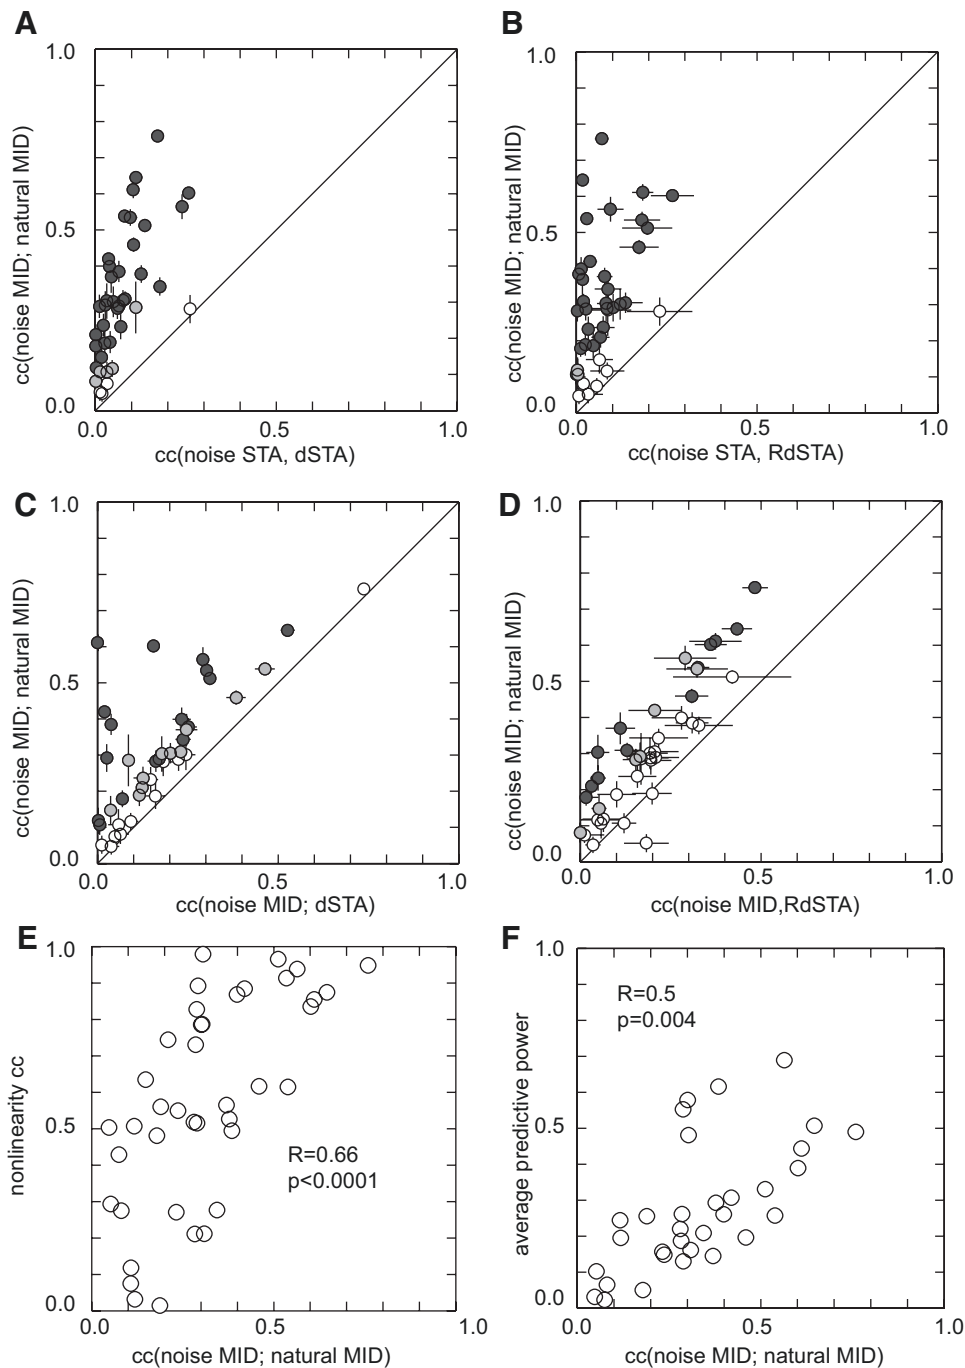 A
1.0
0.5
0.0
cc(noise MID; natural MID)
0.0 0.5 1.0
cc(noise STA, dSTA)
B
1.0
0.5
0.0
cc(noise MID; natural MID)
0.0 0.5 1.0
cc(noise STA, RdSTA)
C
1.0
0.5
0.0
cc(noise MID; natural MID)
0.0 0.5 1.0
cc(noise MID; dSTA)
D
1.0
0.5
0.0
cc(noise MID; natural MID)
0.0 0.5 1.0
cc(noise MID,RdSTA)
E
1.0
0.5
0.0
nonlinearity cc
R=0.66
p<0.0001
0.0 0.5 1.0
cc(noise MID; natural MID)
F
1.0
0.5
0.0
average predictive power
R=0.5
p=0.004
0.0 0.5 1.0
cc(noise MID; natural MID)